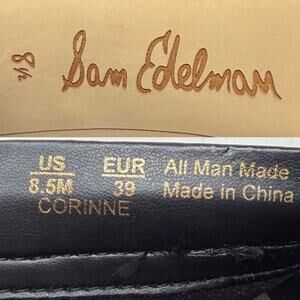 8½
Sam Edelman
US EUR All Man Made
8.5M 39 Made in China
CORINNE